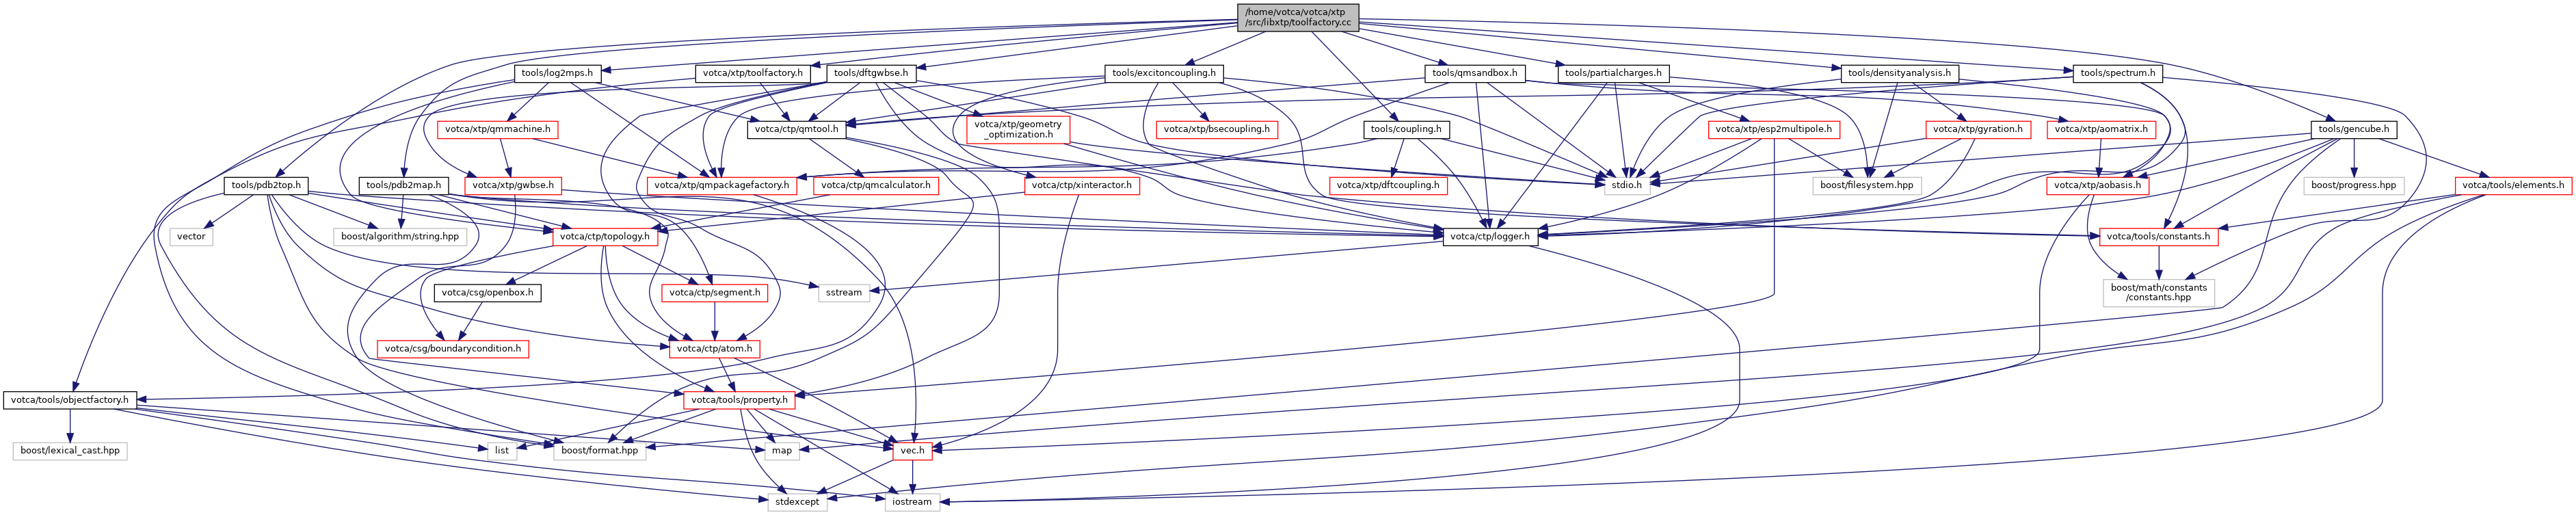 /home/votca/votca/xtp
/src/libxtp/toolfactory.cc
tools/log2mps.h
votca/xtp/toolfactory.h
tools/dftgwbse.h
tools/excitoncoupling.h
tools/qmsandbox.h
tools/partialcharges.h
tools/densityanalysis.h
tools/spectrum.h
votca/xtp/qmmachine.h
votca/ctp/qmtool.h
votca/xtp/geometry
_optimization.h
votca/xtp/bsecoupling.h
tools/coupling.h
votca/xtp/esp2multipole.h
votca/xtp/gyration.h
votca/xtp/aomatrix.h
tools/gencube.h
tools/pdb2top.h
tools/pdb2map.h
votca/xtp/gwbse.h
votca/xtp/qmpackagefactory.h
votca/ctp/qmcalculator.h
votca/ctp/xinteractor.h
votca/xtp/dftcoupling.h
stdio.h
boost/filesystem.hpp
votca/xtp/aobasis.h
boost/progress.hpp
votca/tools/elements.h
vector
boost/algorithm/string.hpp
votca/ctp/topology.h
votca/ctp/logger.h
votca/tools/constants.h
votca/csg/openbox.h
votca/ctp/segment.h
sstream
boost/math/constants
/constants.hpp
votca/csg/boundarycondition.h
votca/ctp/atom.h
votca/tools/objectfactory.h
votca/tools/property.h
boost/lexical_cast.hpp
list
boost/format.hpp
map
vec.h
stdexcept
iostream